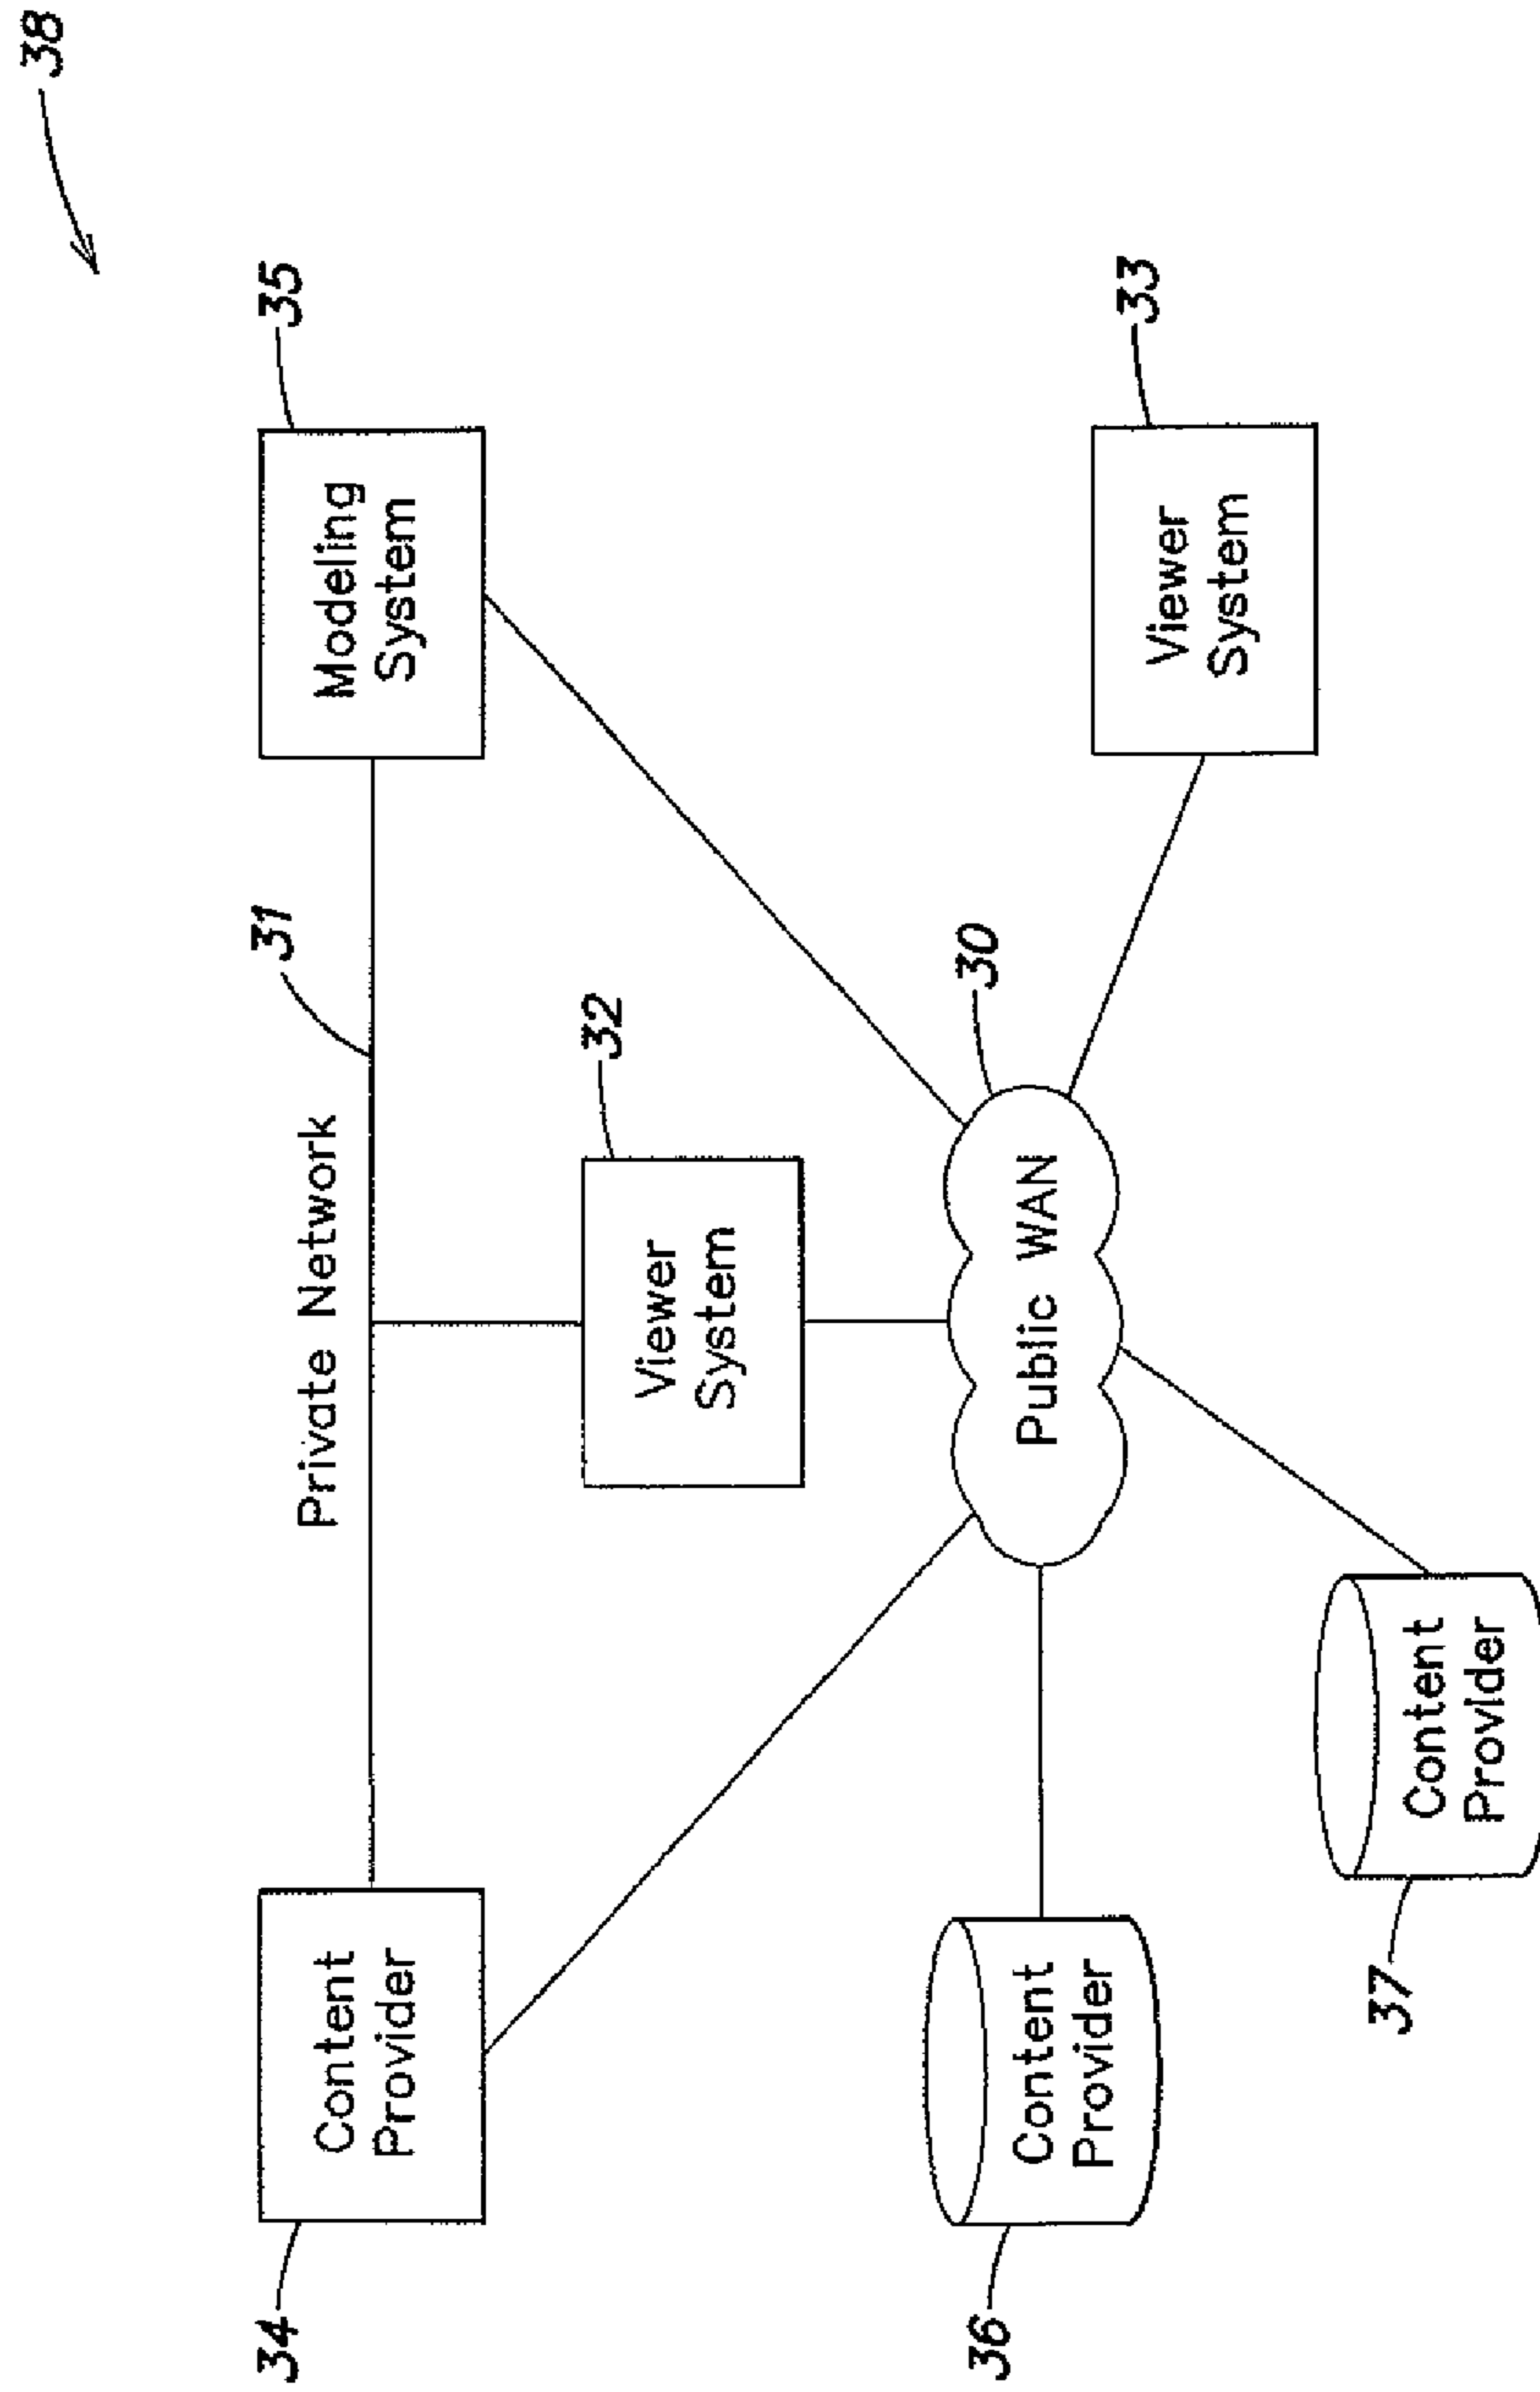 38
Private Network
31
34
Content
Provider
35
Modeling
System
32
Viewer
System
30
Public WAN
33
Viewer
System
36
Content
Provider
37
Content
Provider